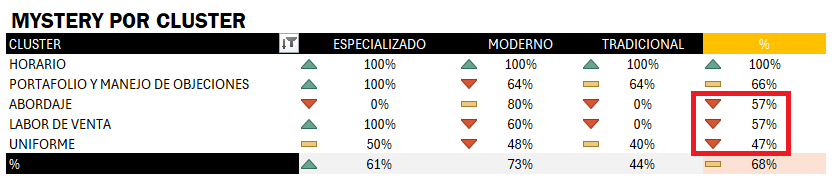 MYSTERY POR CLUSTER
CLUSTER ESPECIALIZADO MODERNO TRADICIONAL %
HORARIO 100% 100% 100% 100%
PORTAFOLIO Y MANEJO DE OBJECIONES 100% 64% 64% 66%
ABORDAJE 0% 80% 0% 57%
LABOR DE VENTA 100% 60% 0% 57%
UNIFORME 50% 48% 40% 47%
% 61% 73% 44% 68%